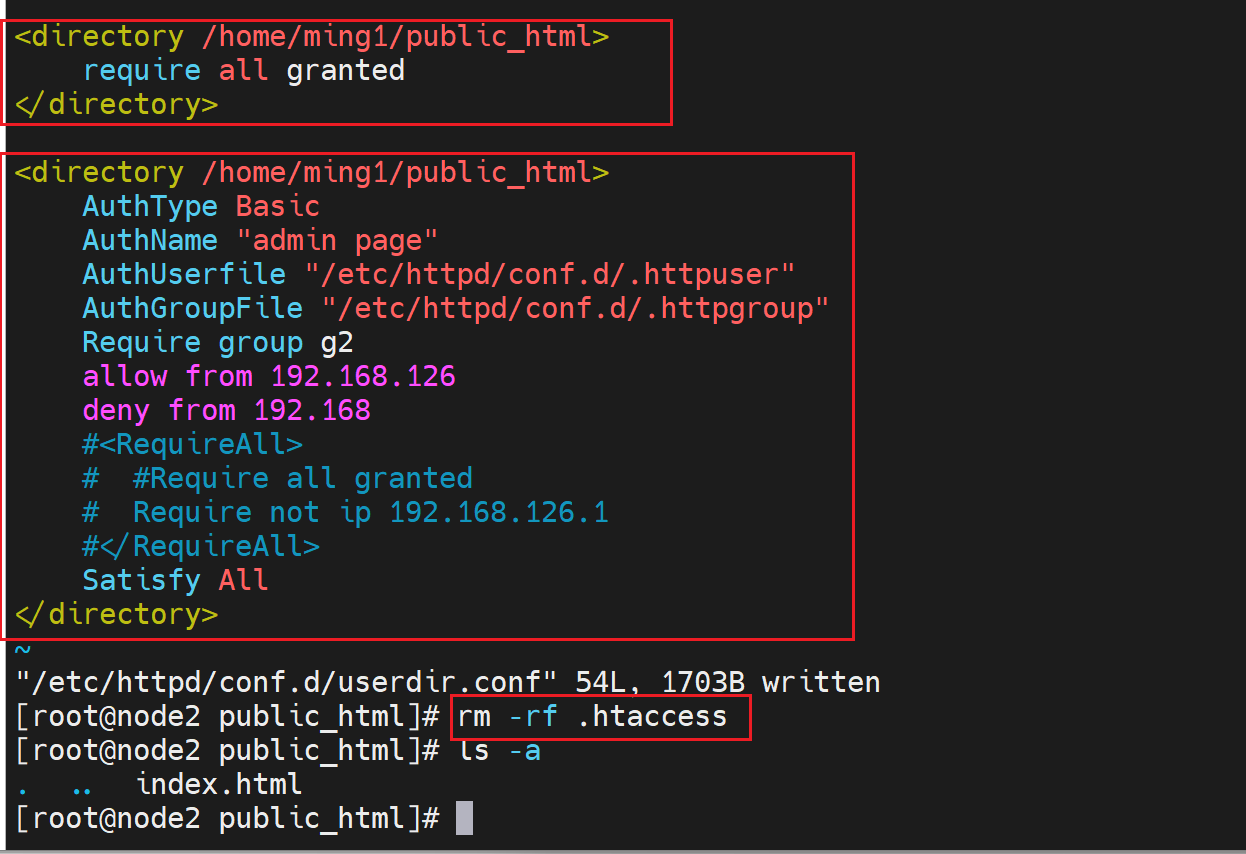 <directory /home/ming1/public_html>
    require all granted
</directory>

<directory /home/ming1/public_html>
    AuthType Basic
    AuthName "admin page"
    AuthUserfile "/etc/httpd/conf.d/.httpuser"
    AuthGroupFile "/etc/httpd/conf.d/.httpgroup"
    Require group g2
    allow from 192.168.126
    deny from 192.168
    #<RequireAll>
    #  #Require all granted
    #  Require not ip 192.168.126.1
    #</RequireAll>
    Satisfy All
</directory>
~
"/etc/httpd/conf.d/userdir.conf" 54L, 1703B written
[root@node2 public_html]# rm -rf .htaccess
[root@node2 public_html]# ls -a
.  ..  index.html
[root@node2 public_html]#